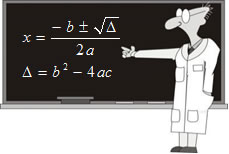 x = (−b ± √Δ) / 2a
Δ = b² − 4ac